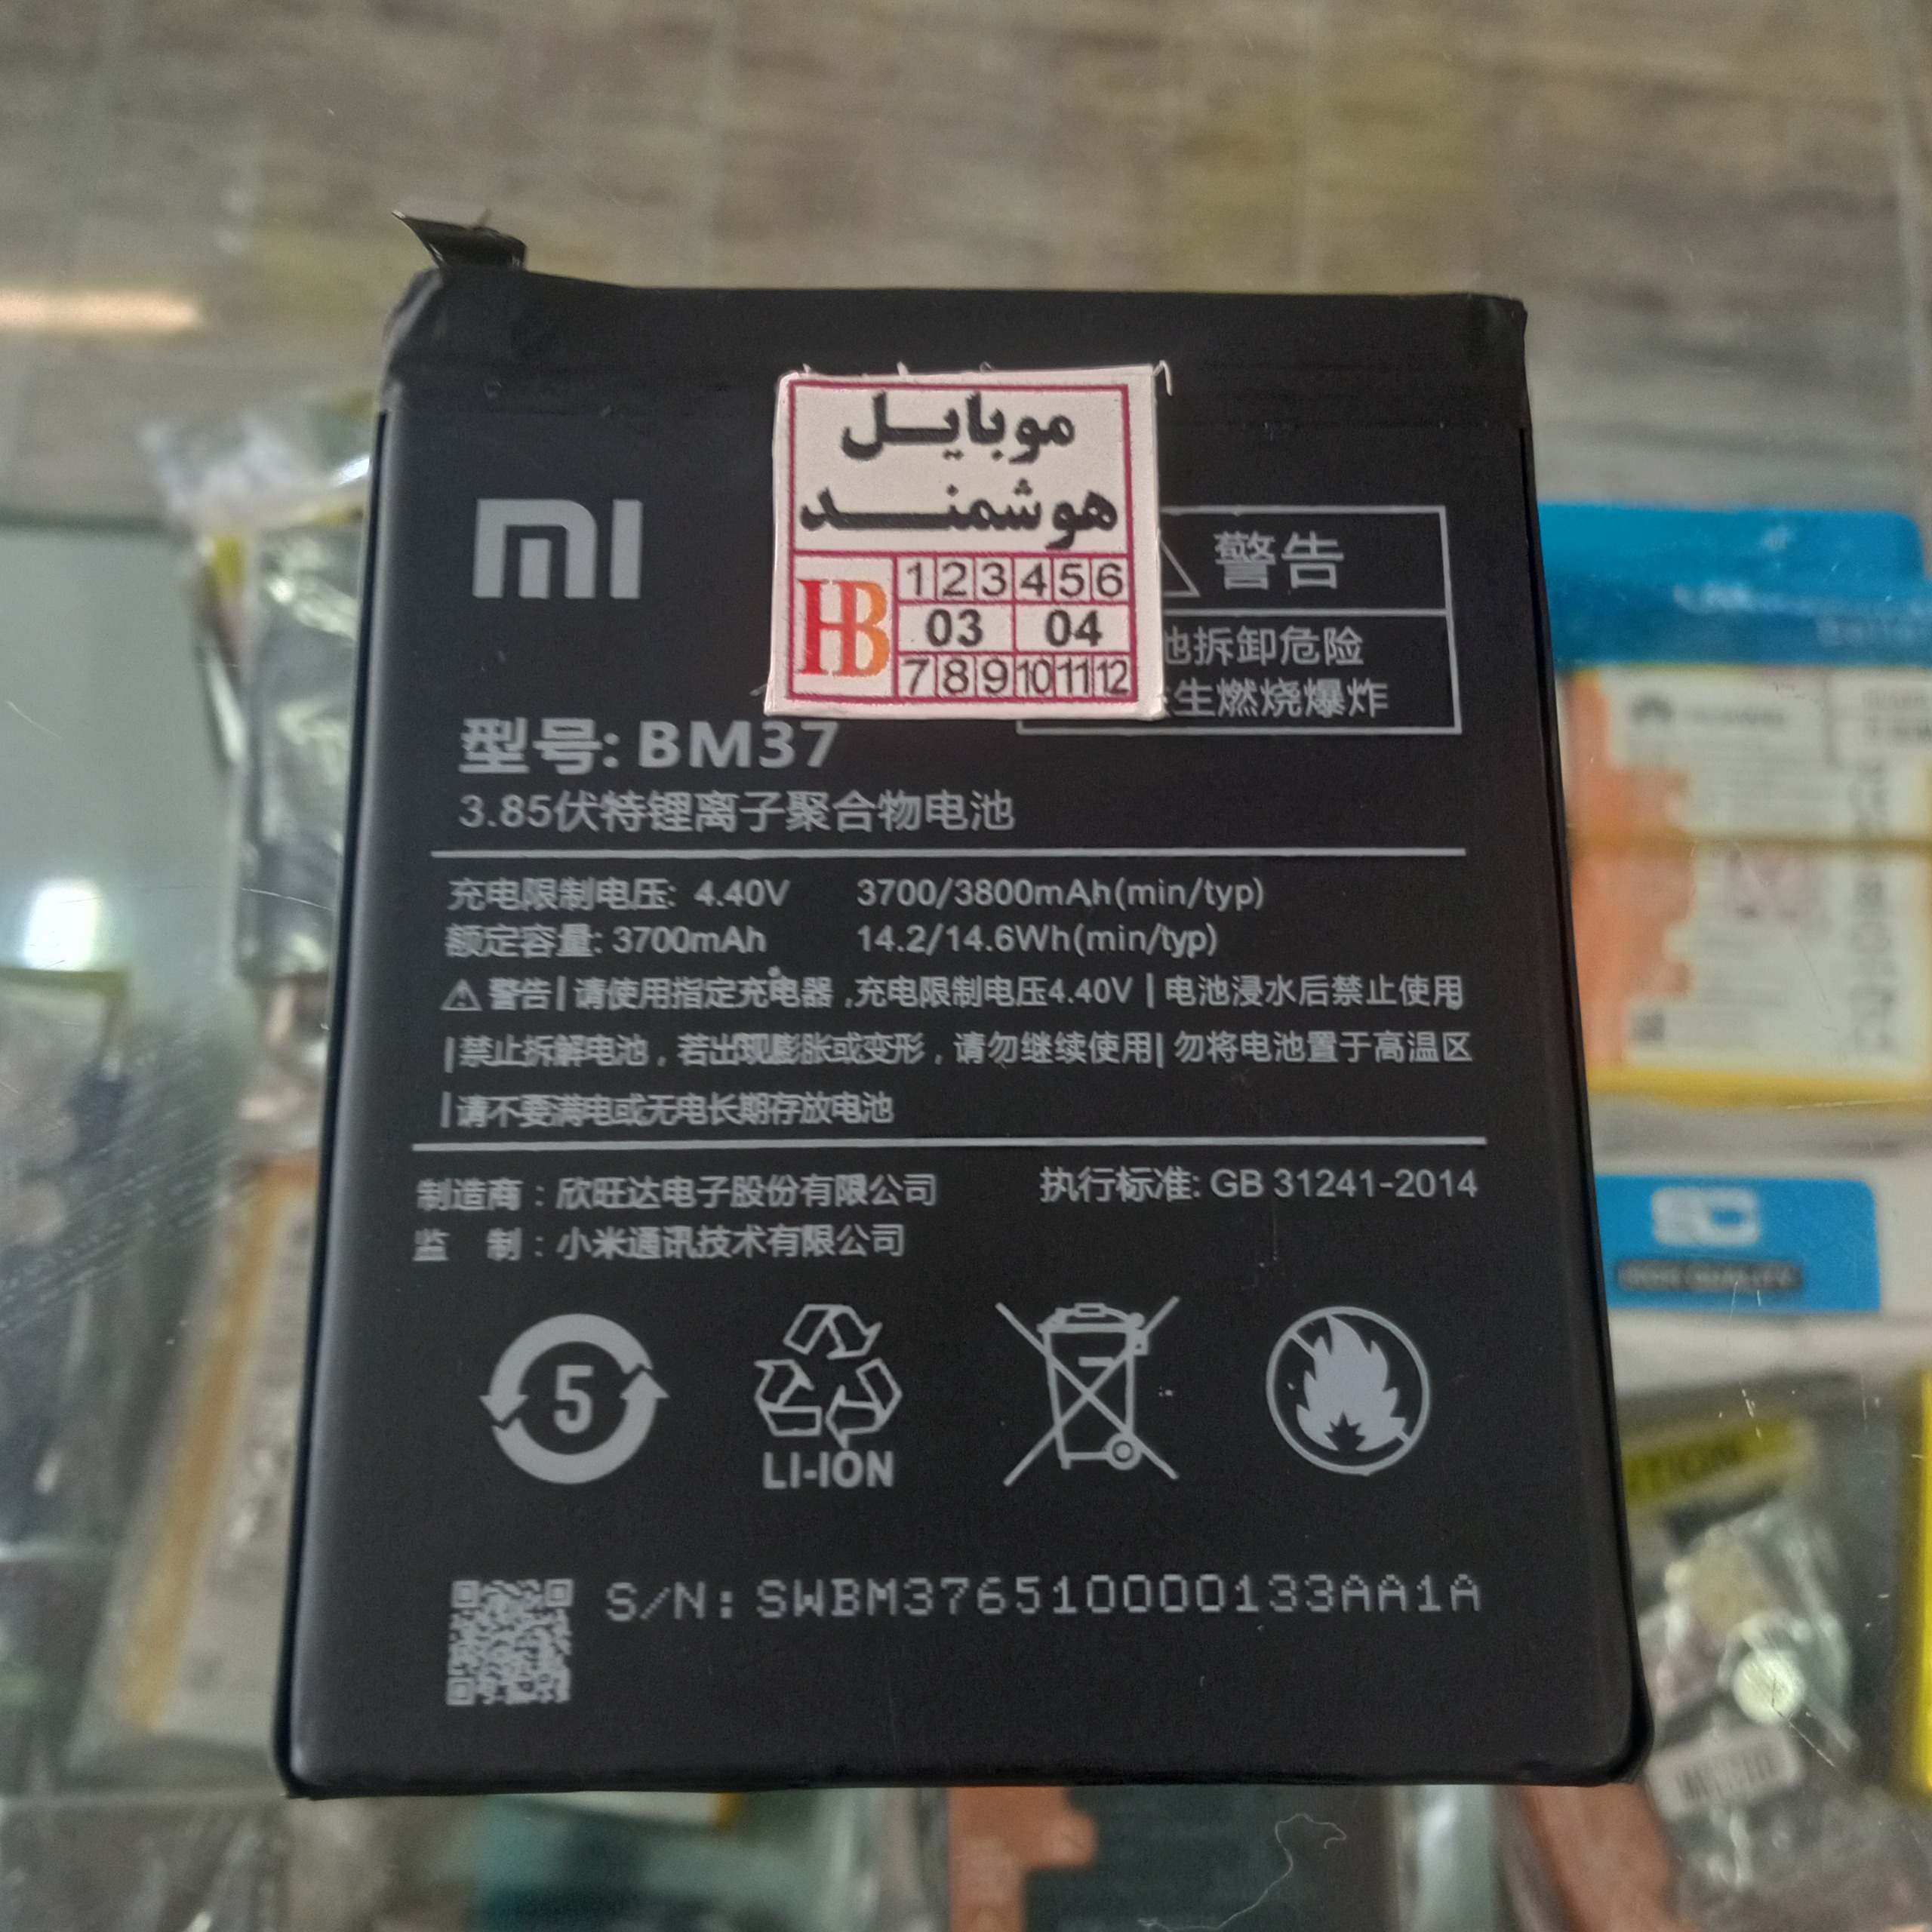 موبایل
هوشمند
HB
1 2 3 4 5 6
03 04
7 8 9 10 11 12
MI
警告
拆卸危险
生燃烧爆炸
型号: BM37
3.85伏特锂离子聚合物电池
充电限制电压: 4.40V 3700/3800mAh(min/typ)
额定容量: 3700mAh 14.2/14.6Wh(min/typ)
警告|请使用指定充电器,充电限制电压4.40V|电池浸水后禁止使用
|禁止拆解电池，若出现膨胀或变形，请勿继续使用|勿将电池置于高温区
|请不要满电或无电长期存放电池
制造商：欣旺达电子股份有限公司 执行标准: GB 31241-2014
监 制：小米通讯技术有限公司
5
LI-ION
S/N: SWBM376510000133AA1A
HIGH QUALITY